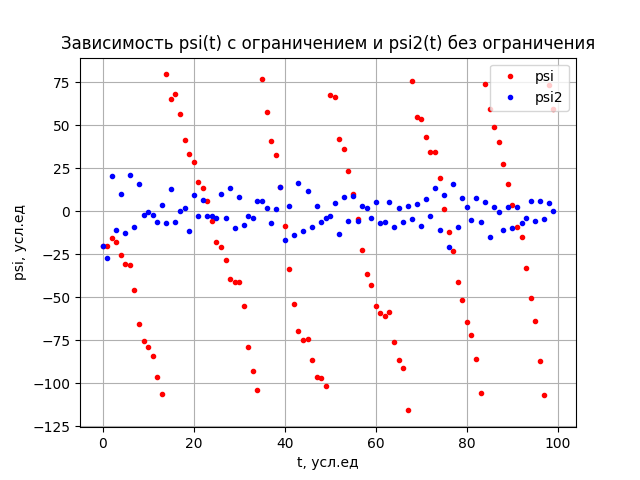 Зависимость psi(t) с ограничением и psi2(t) без ограничения
psi
psi2
psi, усл.ед
75
50
25
0
−25
−50
−75
−100
−125
0 20 40 60 80 100
t, усл.ед